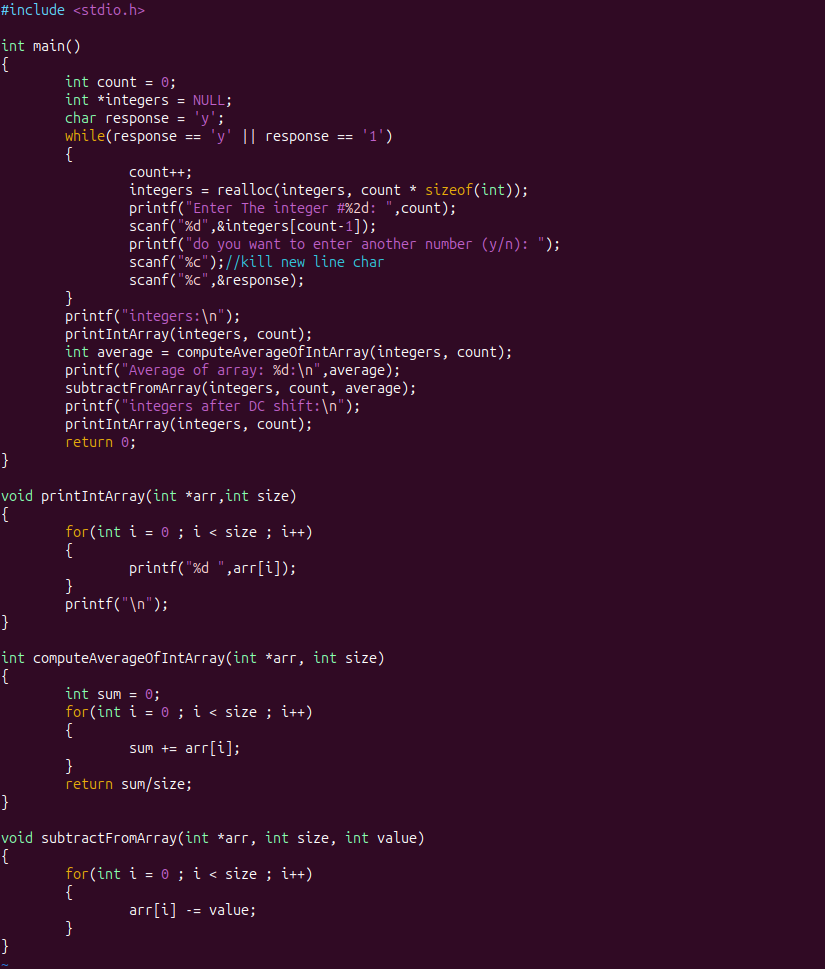 #include <stdio.h>

int main()
{
        int count = 0;
        int *integers = NULL;
        char response = 'y';
        while(response == 'y' || response == '1')
        {
                count++;
                integers = realloc(integers, count * sizeof(int));
                printf("Enter The integer #%2d: ",count);
                scanf("%d",&integers[count-1]);
                printf("do you want to enter another number (y/n): ");
                scanf("%c");//kill new line char
                scanf("%c",&response);
        }
        printf("integers:\n");
        printIntArray(integers, count);
        int average = computeAverageOfIntArray(integers, count);
        printf("Average of array: %d:\n",average);
        subtractFromArray(integers, count, average);
        printf("integers after DC shift:\n");
        printIntArray(integers, count);
        return 0;
}

void printIntArray(int *arr,int size)
{
        for(int i = 0 ; i < size ; i++)
        {
                printf("%d ",arr[i]);
        }
        printf("\n");
}

int computeAverageOfIntArray(int *arr, int size)
{
        int sum = 0;
        for(int i = 0 ; i < size ; i++)
        {
                sum += arr[i];
        }
        return sum/size;
}

void subtractFromArray(int *arr, int size, int value)
{
        for(int i = 0 ; i < size ; i++)
        {
                arr[i] -= value;
        }
}
~